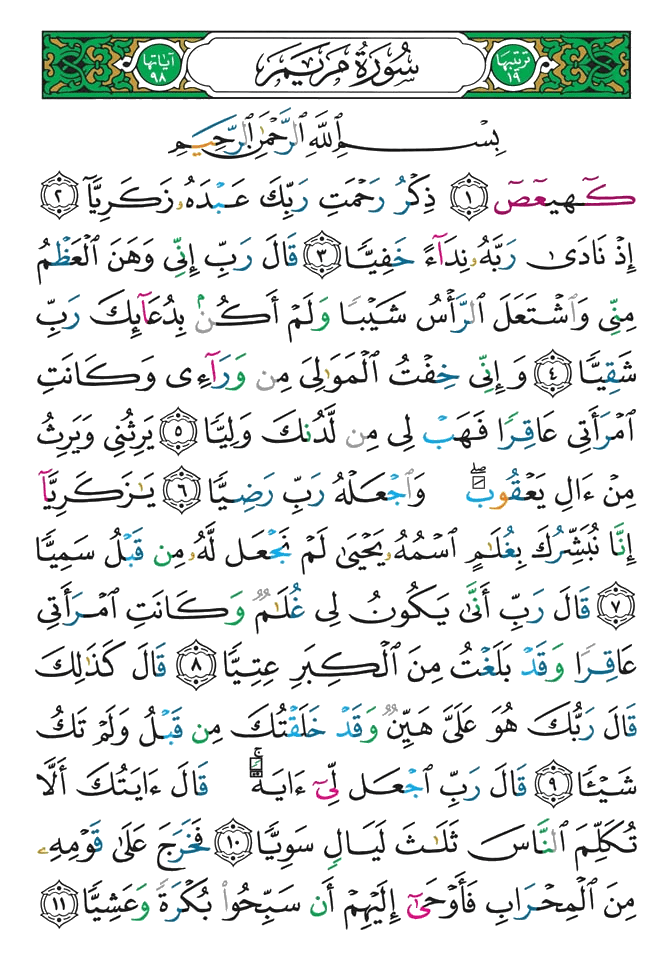 ترتيبها ١٩ سُورَةُ مَرْيَمَ آياتها ٩٨
بِسْمِ ٱللَّهِ ٱلرَّحْمَٰنِ ٱلرَّحِيمِ
كٓهيعٓصٓ ١ ذِكْرُ رَحْمَتِ رَبِّكَ عَبْدَهُۥ زَكَرِيَّآ ٢
إِذْ نَادَىٰ رَبَّهُۥ نِدَآءً خَفِيًّا ٣ قَالَ رَبِّ إِنِّى وَهَنَ ٱلْعَظْمُ
مِنِّى وَٱشْتَعَلَ ٱلرَّأْسُ شَيْبًا وَلَمْ أَكُنۢ بِدُعَآئِكَ رَبِّ
شَقِيًّا ٤ وَإِنِّى خِفْتُ ٱلْمَوَٰلِىَ مِن وَرَآءِى وَكَانَتِ
ٱمْرَأَتِى عَاقِرًا فَهَبْ لِى مِن لَّدُنكَ وَلِيًّا ٥ يَرِثُنِى وَيَرِثُ
مِنْ ءَالِ يَعْقُوبَ ۖ وَٱجْعَلْهُ رَبِّ رَضِيًّا ٦ يَٰزَكَرِيَّآ
إِنَّا نُبَشِّرُكَ بِغُلَٰمٍ ٱسْمُهُۥ يَحْيَىٰ لَمْ نَجْعَل لَّهُۥ مِن قَبْلُ سَمِيًّا
٧ قَالَ رَبِّ أَنَّىٰ يَكُونُ لِى غُلَٰمٌ وَكَانَتِ ٱمْرَأَتِى
عَاقِرًا وَقَدْ بَلَغْتُ مِنَ ٱلْكِبَرِ عِتِيًّا ٨ قَالَ كَذَٰلِكَ
قَالَ رَبُّكَ هُوَ عَلَىَّ هَيِّنٌ وَقَدْ خَلَقْتُكَ مِن قَبْلُ وَلَمْ تَكُ
شَيْـًٔا ٩ قَالَ رَبِّ ٱجْعَل لِّىٓ ءَايَةً ۚ قَالَ ءَايَتُكَ أَلَّا
تُكَلِّمَ ٱلنَّاسَ ثَلَٰثَ لَيَالٍ سَوِيًّا ١٠ فَخَرَجَ عَلَىٰ قَوْمِهِۦ
مِنَ ٱلْمِحْرَابِ فَأَوْحَىٰٓ إِلَيْهِمْ أَن سَبِّحُوا۟ بُكْرَةً وَعَشِيًّا ١١